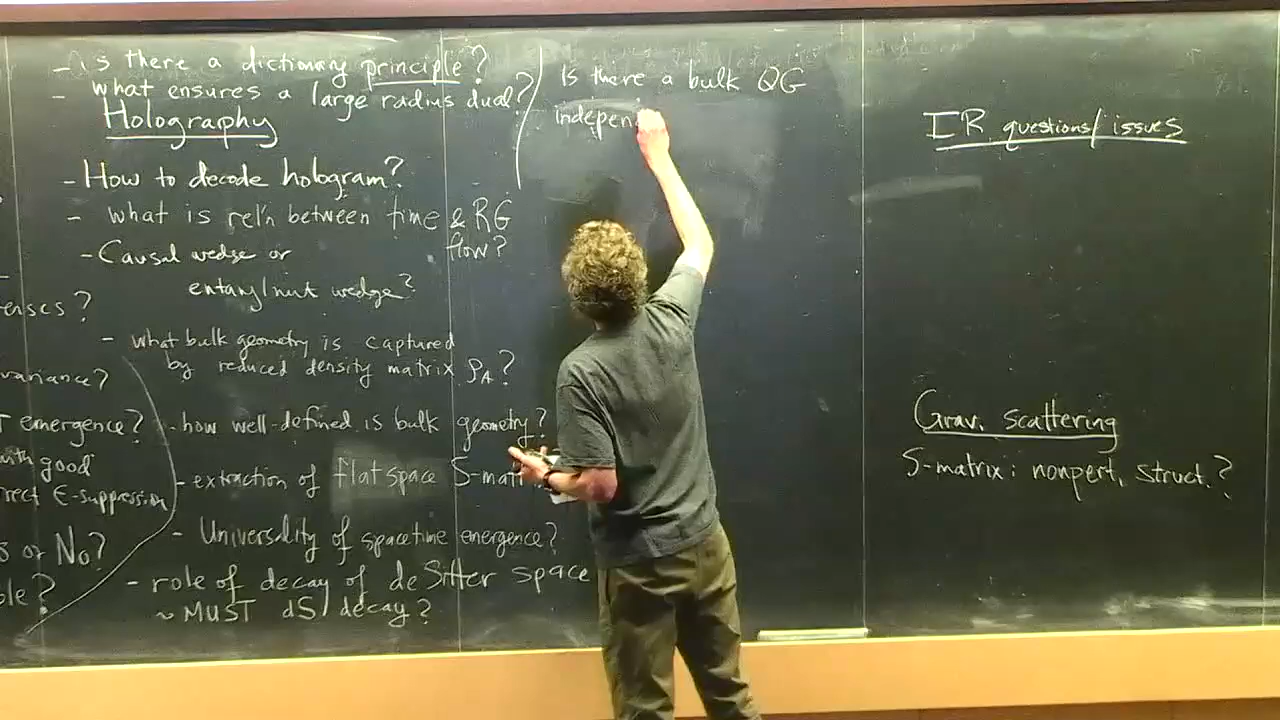 - is there a dictionary principle?
- what ensures a large radius dual?
Holography
- How to decode hologram?
- what is rel'n between time & RG
flow?
- Causal wedge or
entanglment wedge?
- what bulk geometry is captured
by reduced density matrix ρ_A?
- how well-defined is bulk geometry?
- extraction of flat space S-mat
- Universality of spacetime emergence?
- role of decay of de Sitter space
~ MUST dS decay?
enses?
variance?
T emergence?
with good
rect E-suppression
or No?
ble?
Is there a bulk QG
indepen
IR questions/issues
Grav. scattering
S-matrix: nonpert. struct.?